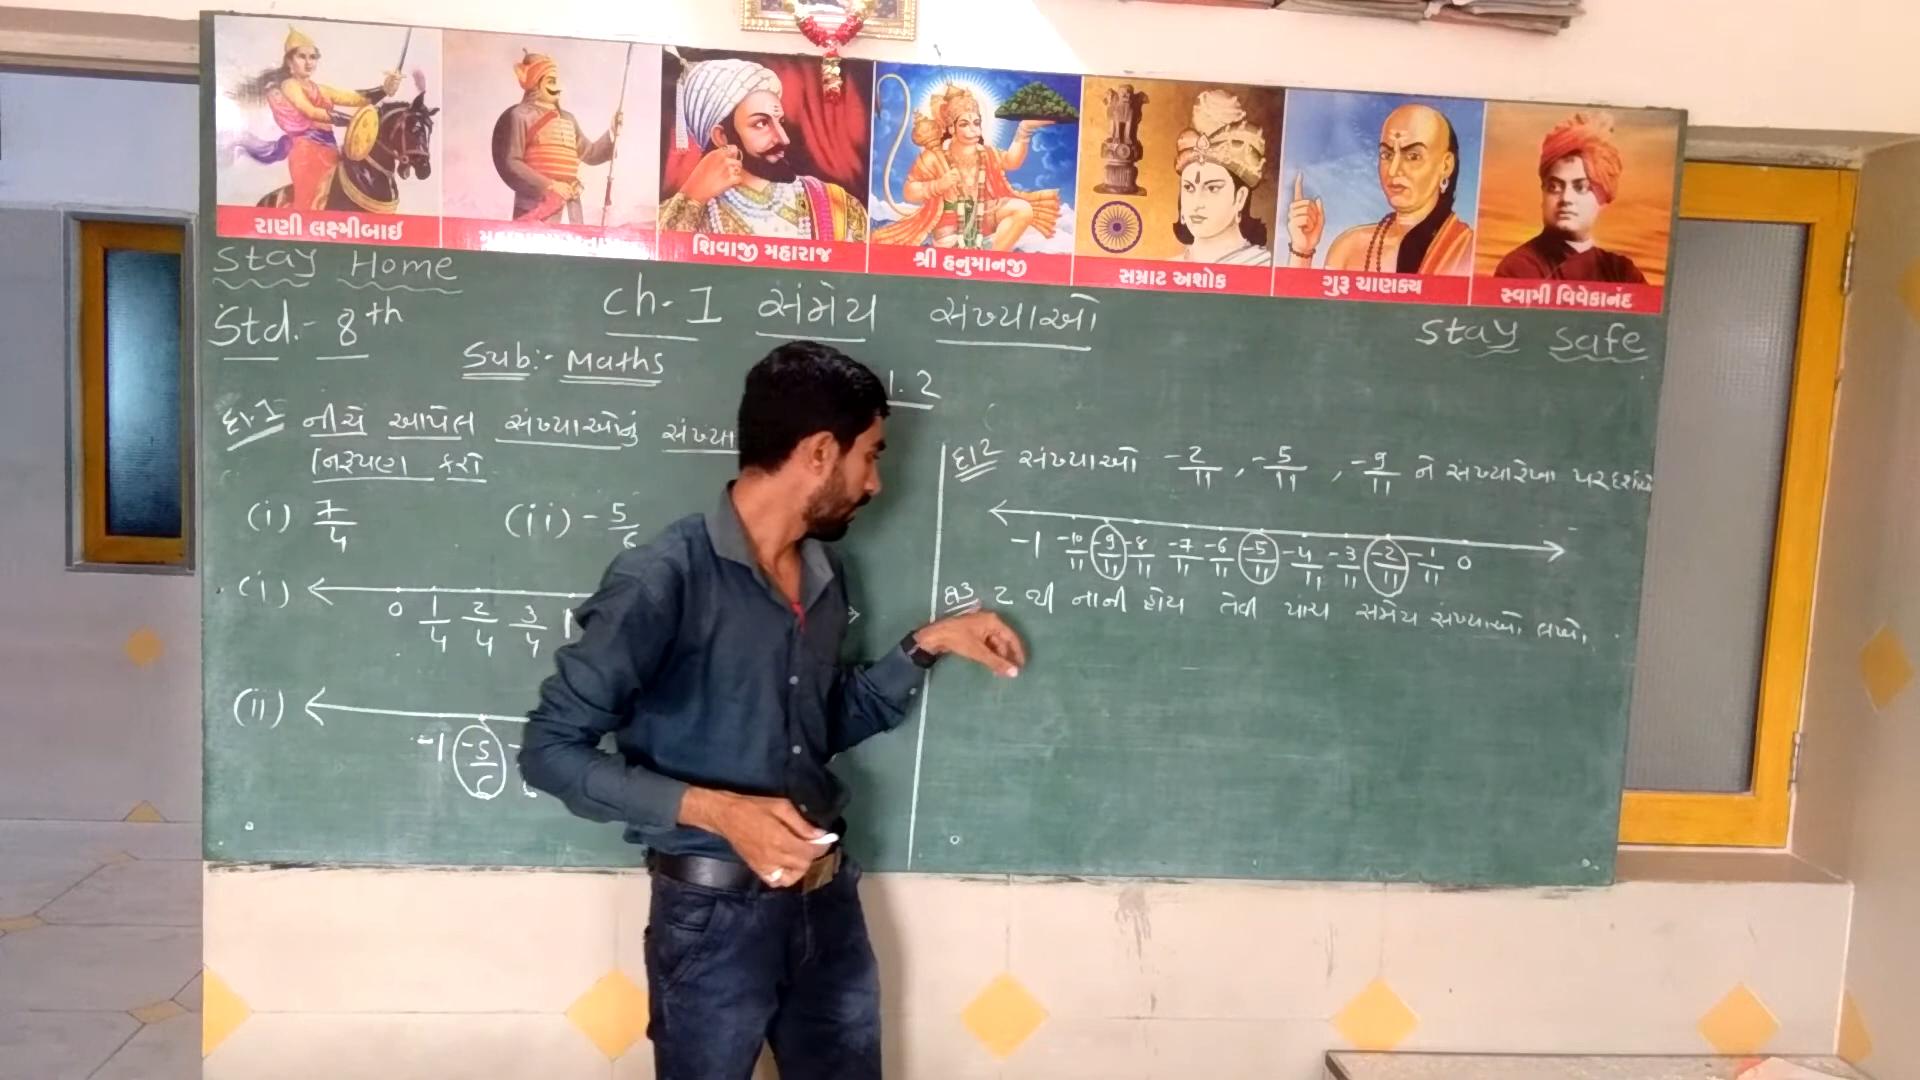 રાણી લક્ષ્મીબાઇ
શિવાજી મહારાજ
શ્રી હનુમાનજી
સમ્રાટ અશોક
ગુરૂ ચાણક્ય
સ્વામી વિવેકાનંદ
Stay Home
Std.- 8th
Ch-1 સંમેય સંખ્યાઓ
Stay Safe
Sub:- Maths
1.2
દા.1 નીચે આપેલ સંખ્યાઓનું સંખ્યા
નિરૂપણ કરો.
(i) 7/4 (ii) -5/6
(i) 0 1/4 2/4 3/4 1
(ii) -1 -5/6
દા2 સંખ્યાઓ -2/11, -5/11, -9/11 ને સંખ્યારેખા પર દર્શાવો
-1 -10/11 -9/11 -8/11 -7/11 -6/11 -5/11 -4/11 -3/11 -2/11 -1/11 0
દા3 2 થી નાની હોય તેવી પાંચ સંમેય સંખ્યાઓ લખો.